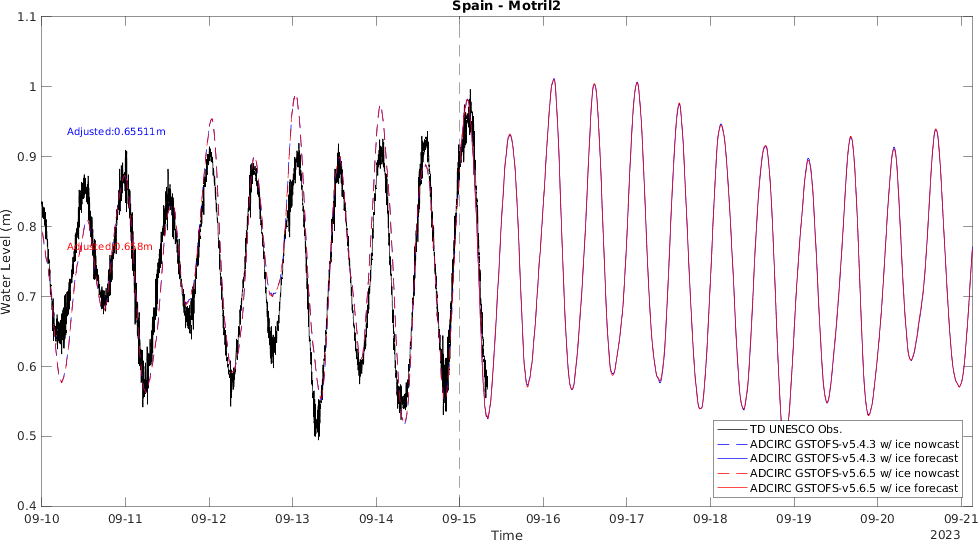 Spain - Motril2
1.1
1
0.9
0.8
0.7
0.6
0.5
0.4
Water Level (m)
Adjusted:0.65511m
Adjusted:0.658m
TD UNESCO Obs.
ADCIRC GSTOFS-v5.4.3 w/ ice nowcast
ADCIRC GSTOFS-v5.4.3 w/ ice forecast
ADCIRC GSTOFS-v5.6.5 w/ ice nowcast
ADCIRC GSTOFS-v5.6.5 w/ ice forecast
09-10 09-11 09-12 09-13 09-14 09-15 09-16 09-17 09-18 09-19 09-20 09-21
Time
2023